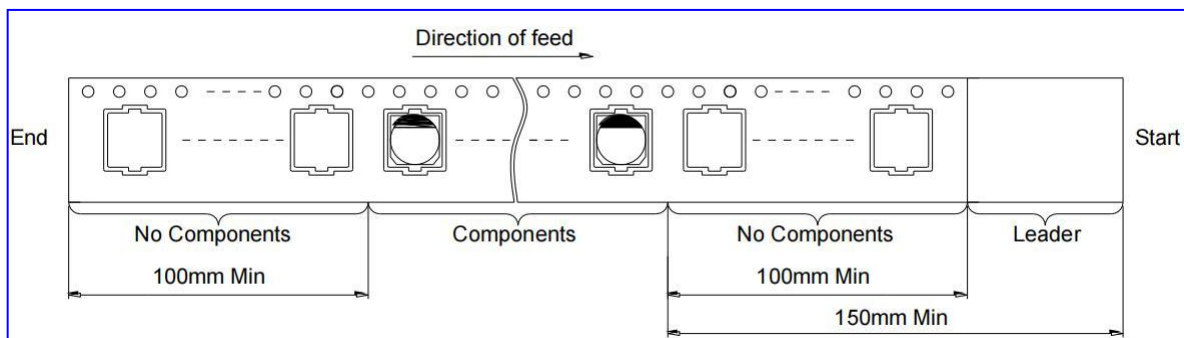 Direction of feed
End
Start
No Components
Components
No Components
Leader
100mm Min
100mm Min
150mm Min